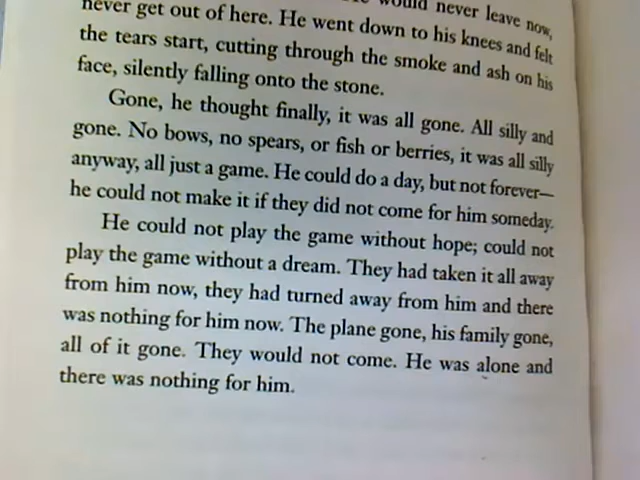 would never leave now,
never get out of here. He went down to his knees and felt
the tears start, cutting through the smoke and ash on his
face, silently falling onto the stone.
Gone, he thought finally, it was all gone. All silly and
gone. No bows, no spears, or fish or berries, it was all silly
anyway, all just a game. He could do a day, but not forever—
he could not make it if they did not come for him someday.
He could not play the game without hope; could not
play the game without a dream. They had taken it all away
from him now, they had turned away from him and there
was nothing for him now. The plane gone, his family gone,
all of it gone. They would not come. He was alone and
there was nothing for him.